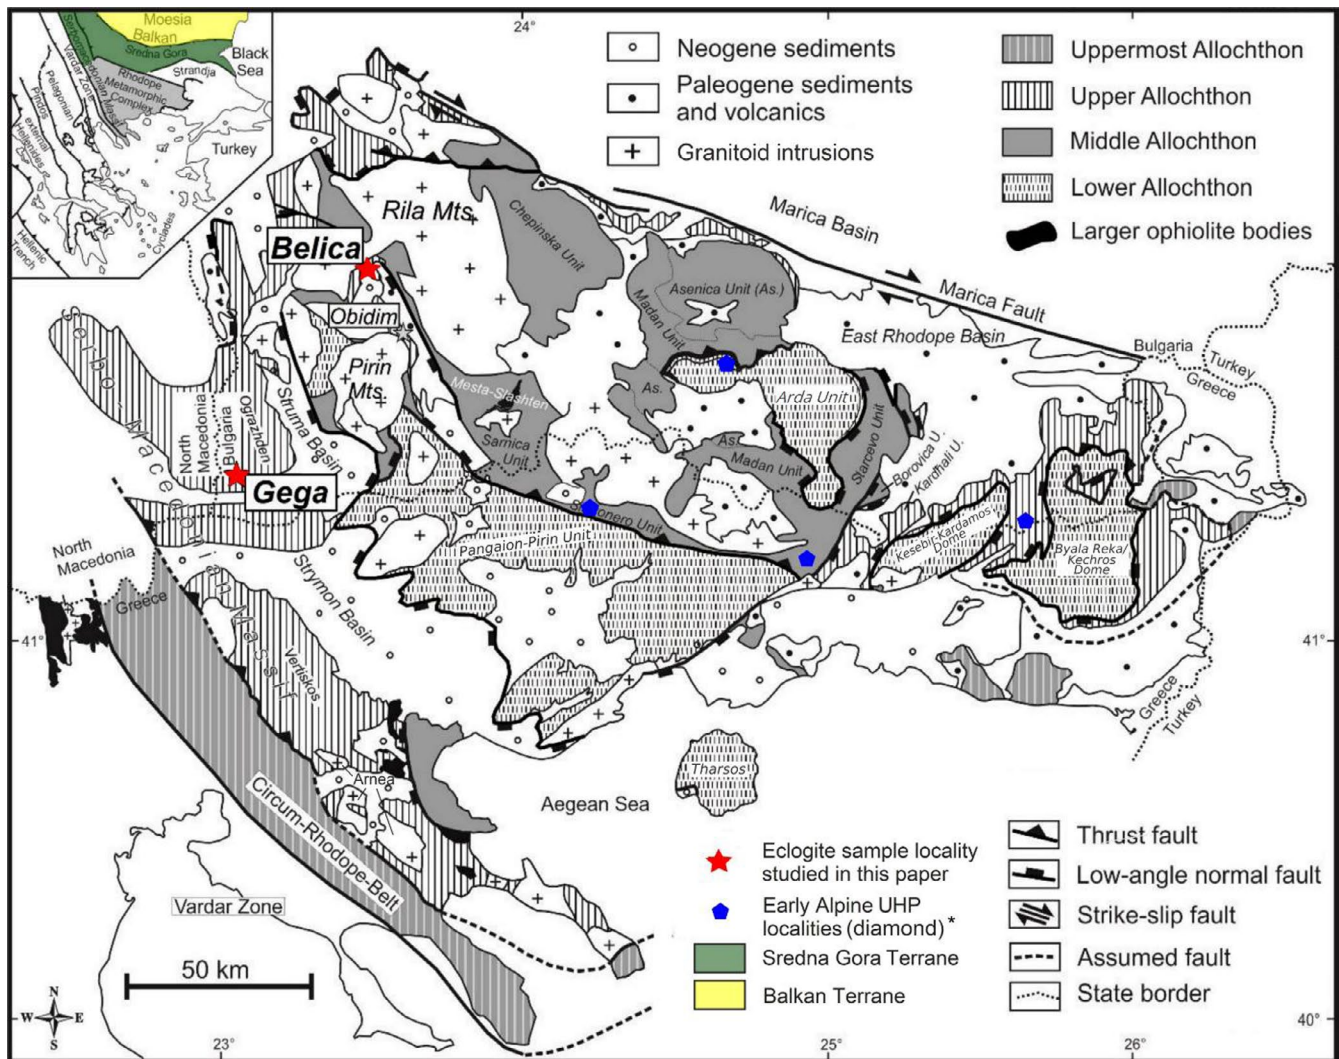 24°
Moesia
Balkan
Sredna Gora
Black
Sea
Strandja
Serbomacedonian Massif
Vardar Zone
Pelagonian
Pindos
external
Hellenides
Rhodope
Metamorphic
Complex
Turkey
Cyclades
Hellenic
Trench
Neogene sediments
Paleogene sediments
and volcanics
Granitoid intrusions
Uppermost Allochthon
Upper Allochthon
Middle Allochthon
Lower Allochthon
Larger ophiolite bodies
Rila Mts.
Chepinska Unit
Marica Basin
Belica
Asenica Unit (As.)
Madan Unit
Marica Fault
Obidim
East Rhodope Basin
Bulgaria
Turkey
Greece
Serbo-Macedonian Massif
Pirin
Mts.
Mesta-Slashten
As.
Arda Unit
North
Macedonia
Bulgaria
Ograzhden
Struma Basin
Sarnica
Unit
As.
Madan Unit
Starcevo Unit
Borovica U.
Kardhali U.
Gega
Pangaion-Pirin Unit
Kesebir-Kardamos
Dome
Byala Reka/
Kechros
Dome
North
Macedonia
Greece
Strymon Basin
41°
41°
Vertiskos
Greece
Turkey
Arnea
Tharsos
Aegean Sea
Circum-Rhodope-Belt
Vardar Zone
50 km
Eclogite sample locality
studied in this paper
Early Alpine UHP
localities (diamond) *
Sredna Gora Terrane
Balkan Terrane
Thrust fault
Low-angle normal fault
Strike-slip fault
Assumed fault
State border
N
W E
S
40°
23°
25°
26°